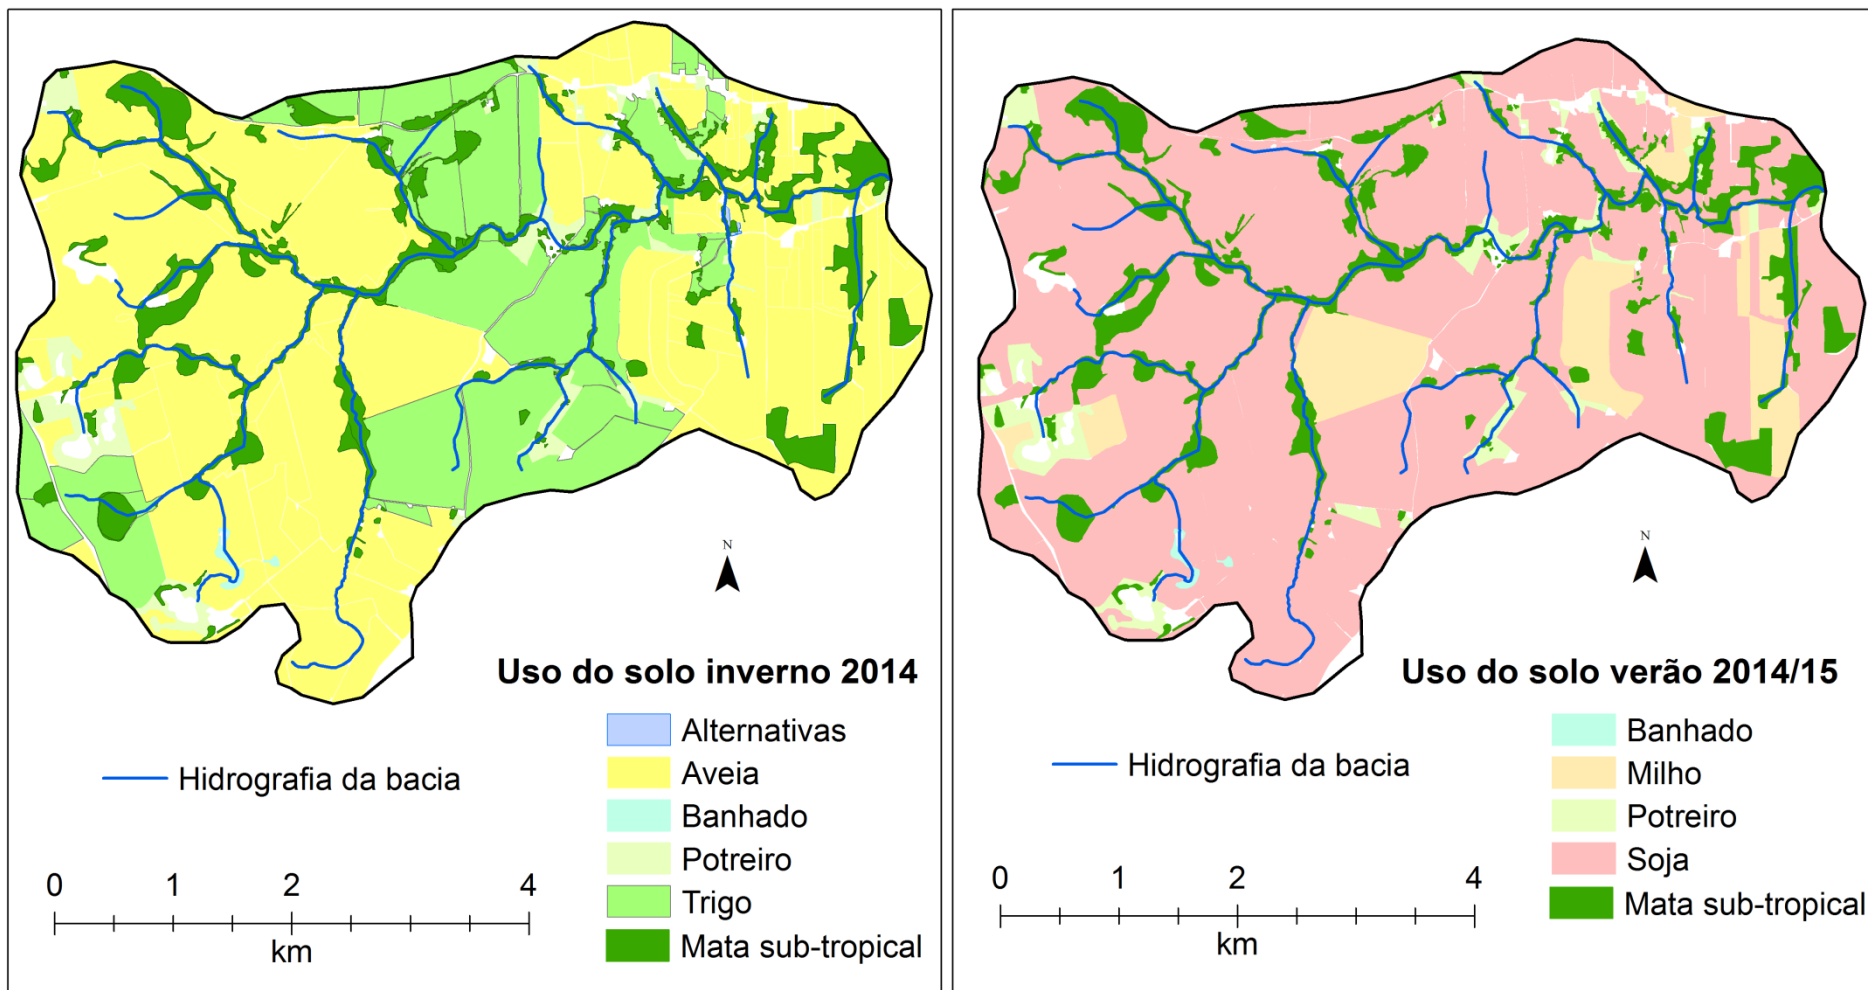 N
Uso do solo inverno 2014
Hidrografia da bacia
Alternativas
Aveia
Banhado
Potreiro
Trigo
Mata sub-tropical
0 1 2 4
km
N
Uso do solo verão 2014/15
Hidrografia da bacia
Banhado
Milho
Potreiro
Soja
Mata sub-tropical
0 1 2 4
km